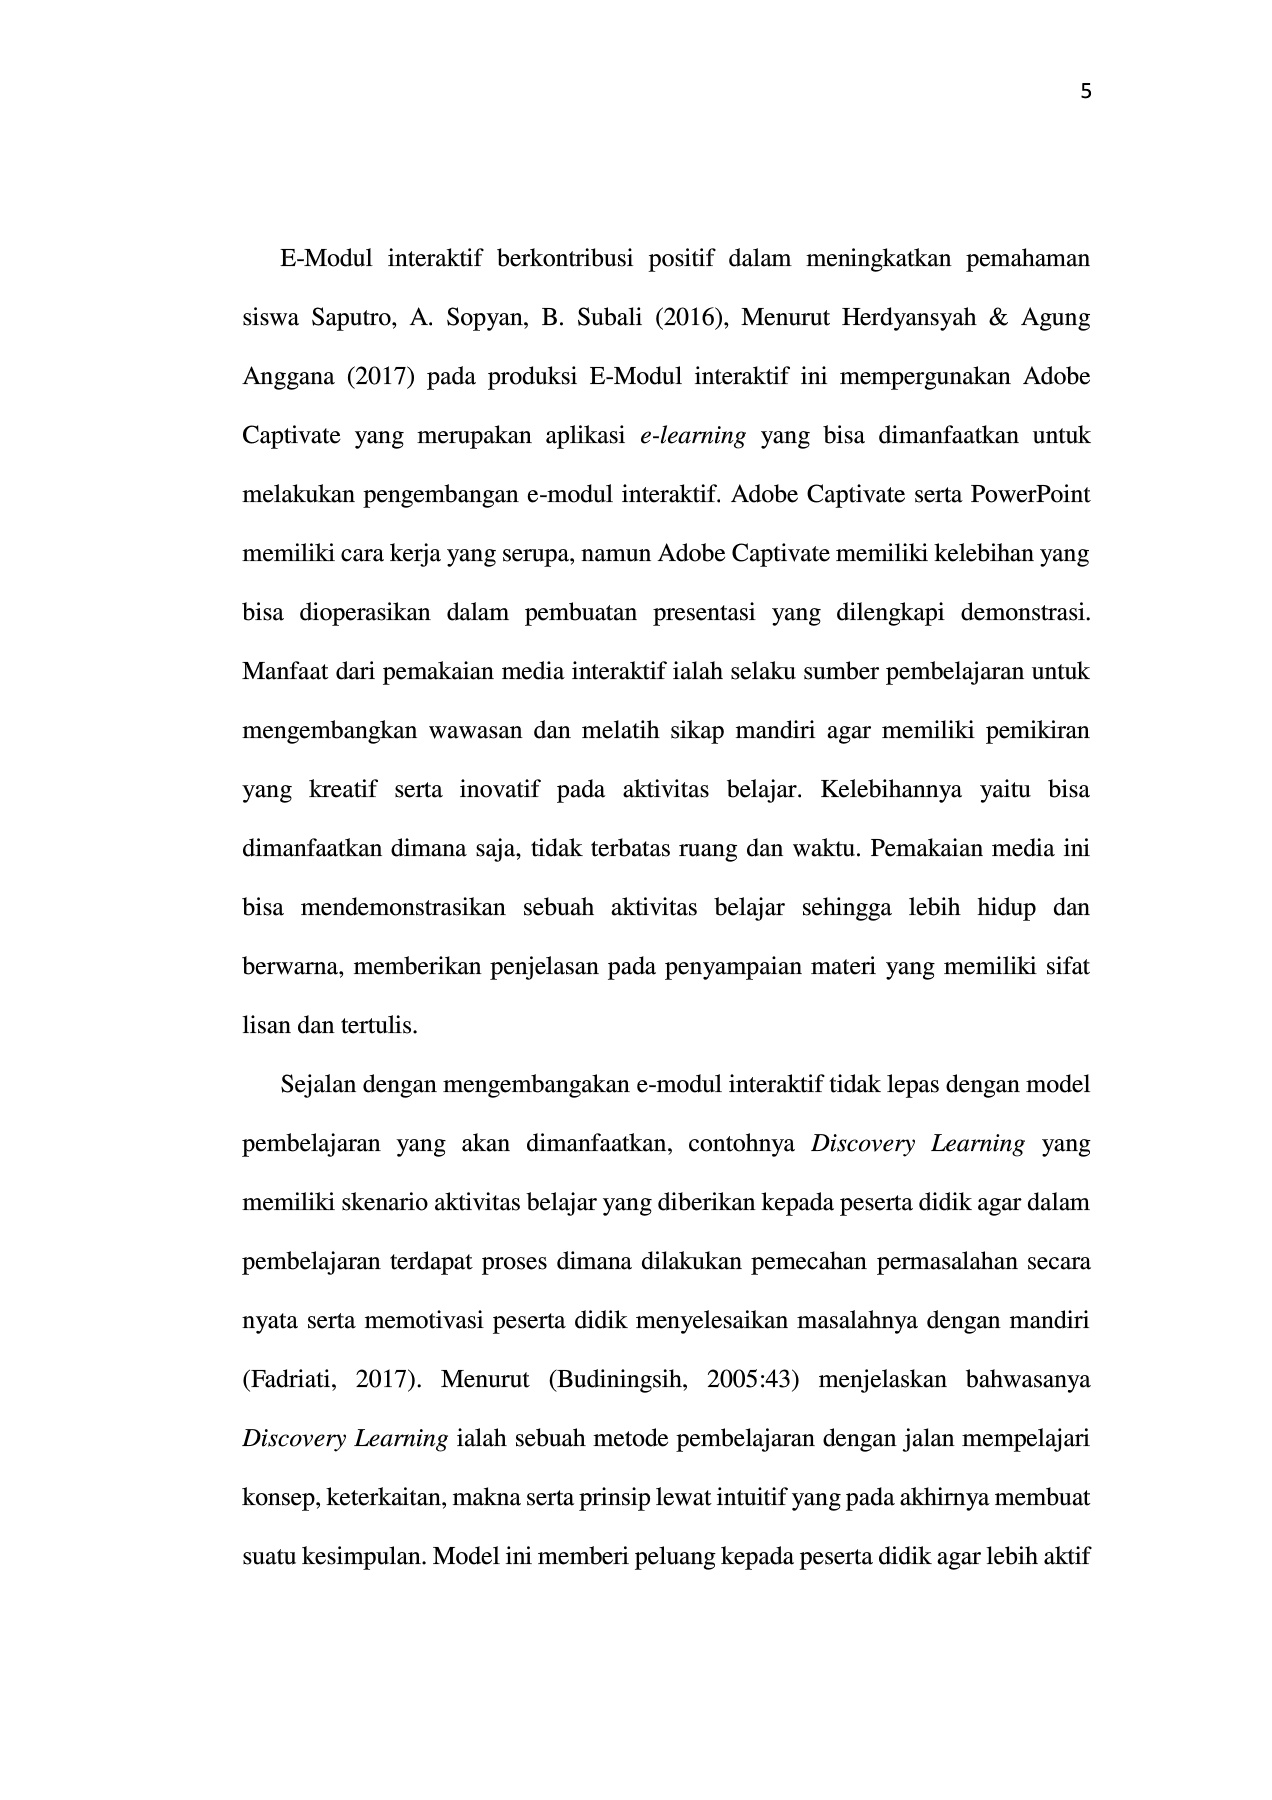 5
E-Modul interaktif berkontribusi positif dalam meningkatkan pemahaman
siswa Saputro, A. Sopyan, B. Subali (2016), Menurut Herdyansyah & Agung
Anggana (2017) pada produksi E-Modul interaktif ini mempergunakan Adobe
Captivate yang merupakan aplikasi e-learning yang bisa dimanfaatkan untuk
melakukan pengembangan e-modul interaktif. Adobe Captivate serta PowerPoint
memiliki cara kerja yang serupa, namun Adobe Captivate memiliki kelebihan yang
bisa dioperasikan dalam pembuatan presentasi yang dilengkapi demonstrasi.
Manfaat dari pemakaian media interaktif ialah selaku sumber pembelajaran untuk
mengembangkan wawasan dan melatih sikap mandiri agar memiliki pemikiran
yang kreatif serta inovatif pada aktivitas belajar. Kelebihannya yaitu bisa
dimanfaatkan dimana saja, tidak terbatas ruang dan waktu. Pemakaian media ini
bisa mendemonstrasikan sebuah aktivitas belajar sehingga lebih hidup dan
berwarna, memberikan penjelasan pada penyampaian materi yang memiliki sifat
lisan dan tertulis.
Sejalan dengan mengembangakan e-modul interaktif tidak lepas dengan model
pembelajaran yang akan dimanfaatkan, contohnya Discovery Learning yang
memiliki skenario aktivitas belajar yang diberikan kepada peserta didik agar dalam
pembelajaran terdapat proses dimana dilakukan pemecahan permasalahan secara
nyata serta memotivasi peserta didik menyelesaikan masalahnya dengan mandiri
(Fadriati, 2017). Menurut (Budiningsih, 2005:43) menjelaskan bahwasanya
Discovery Learning ialah sebuah metode pembelajaran dengan jalan mempelajari
konsep, keterkaitan, makna serta prinsip lewat intuitif yang pada akhirnya membuat
suatu kesimpulan. Model ini memberi peluang kepada peserta didik agar lebih aktif